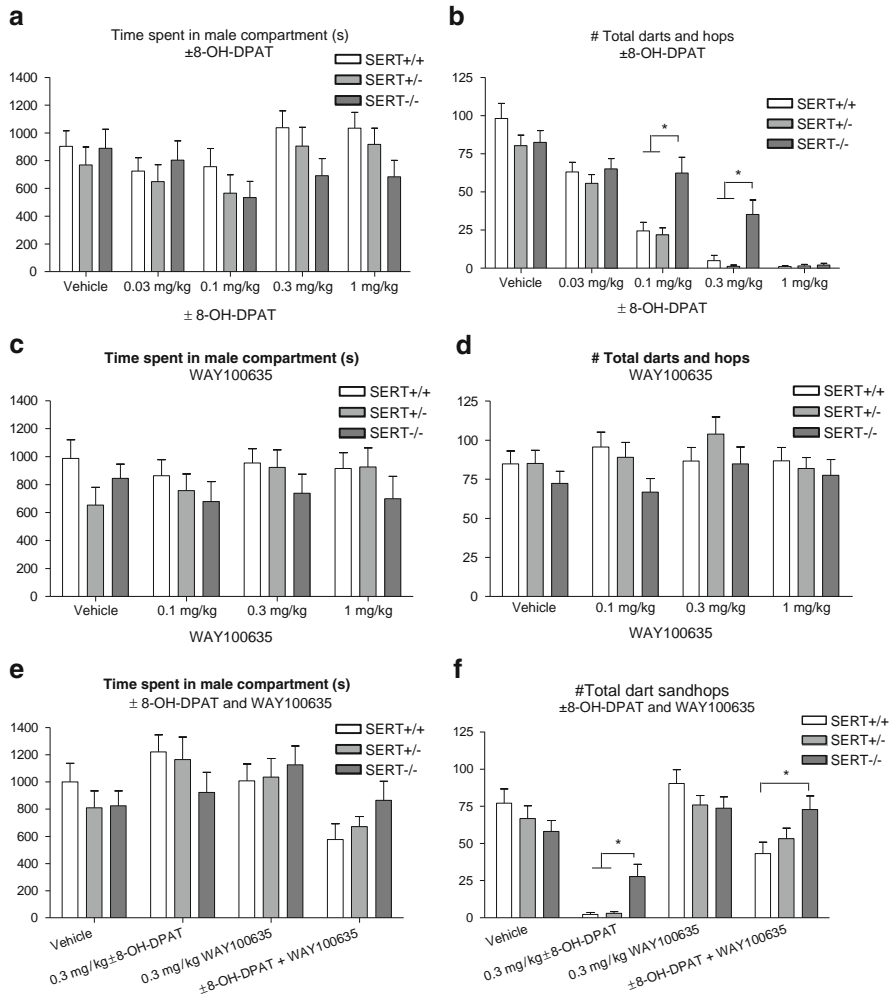 a
Time spent in male compartment (s)
±8-OH-DPAT
SERT+/+
SERT+/-
SERT-/-
1400
1200
1000
800
600
400
200
0
Vehicle 0.03 mg/kg 0.1 mg/kg 0.3 mg/kg 1 mg/kg
± 8-OH-DPAT
b
# Total darts and hops
±8-OH-DPAT
SERT+/+
SERT+/-
SERT-/-
125
100
75
50
25
0
* *
Vehicle 0.03 mg/kg 0.1 mg/kg 0.3 mg/kg 1 mg/kg
± 8-OH-DPAT
c
Time spent in male compartment (s)
WAY100635
SERT+/+
SERT+/-
SERT-/-
1400
1200
1000
800
600
400
200
0
Vehicle 0.1 mg/kg 0.3 mg/kg 1 mg/kg
WAY100635
d
# Total darts and hops
WAY100635
SERT+/+
SERT+/-
SERT-/-
125
100
75
50
25
0
Vehicle 0.1 mg/kg 0.3 mg/kg 1 mg/kg
WAY100635
e
Time spent in male compartment (s)
± 8-OH-DPAT and WAY100635
SERT+/+
SERT+/-
SERT-/-
1400
1200
1000
800
600
400
200
0
Vehicle
0.3 mg/kg±8-OH-DPAT
0.3 mg/kg WAY100635
±8-OH-DPAT + WAY100635
f
#Total dart sandhops
±8-OH-DPAT and WAY100635
SERT+/+
SERT+/-
SERT-/-
125
100
75
50
25
0
* *
Vehicle
0.3 mg/kg±8-OH-DPAT
0.3 mg/kg WAY100635
±8-OH-DPAT + WAY100635